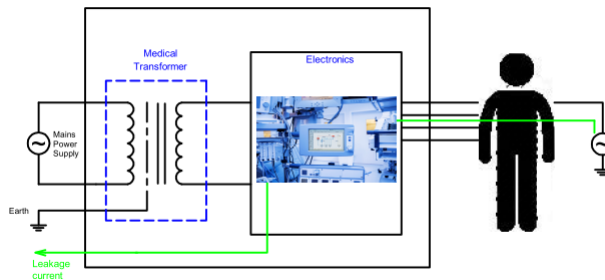 Medical
Transformer
Electronics
Mains
Power
Supply
Earth
Leakage
current